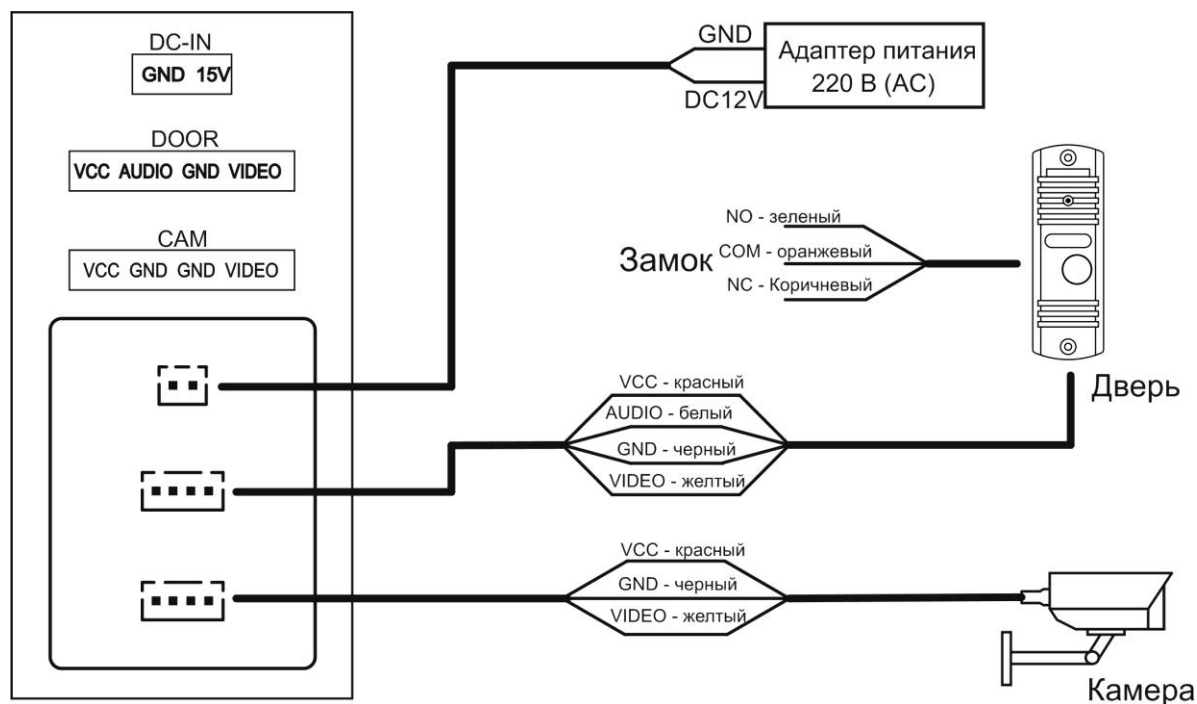 DC-IN
GND 15V
DOOR
VCC AUDIO GND VIDEO
CAM
VCC GND GND VIDEO
GND
DC12V
Адаптер питания
220 В (AC)
Замок
NO - зеленый
COM - оранжевый
NC - Коричневый
Дверь
VCC - красный
AUDIO - белый
GND - черный
VIDEO - желтый
VCC - красный
GND - черный
VIDEO - желтый
Камера